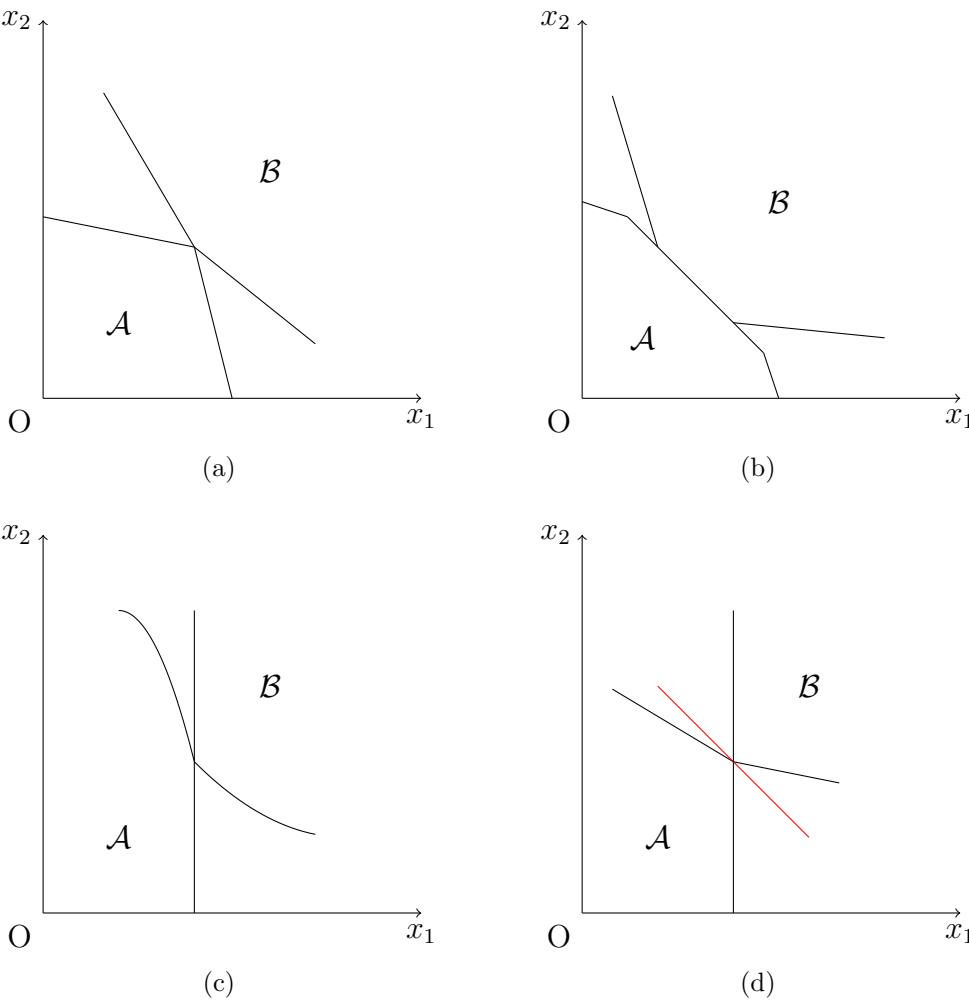 x₂
x₂
ℬ
ℬ
𝒜
𝒜
O
x₁
O
x₁
(a)
(b)
x₂
x₂
ℬ
ℬ
𝒜
𝒜
O
x₁
O
x₁
(c)
(d)